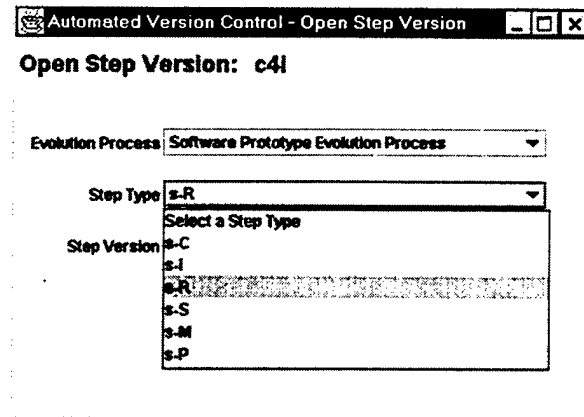 Automated Version Control - Open Step Version
Open Step Version: c4i
Evolution Process Software Prototype Evolution Process
Step Type s-R
Select a Step Type
Step Version s-C
s-I
s-R
s-S
s-M
s-P